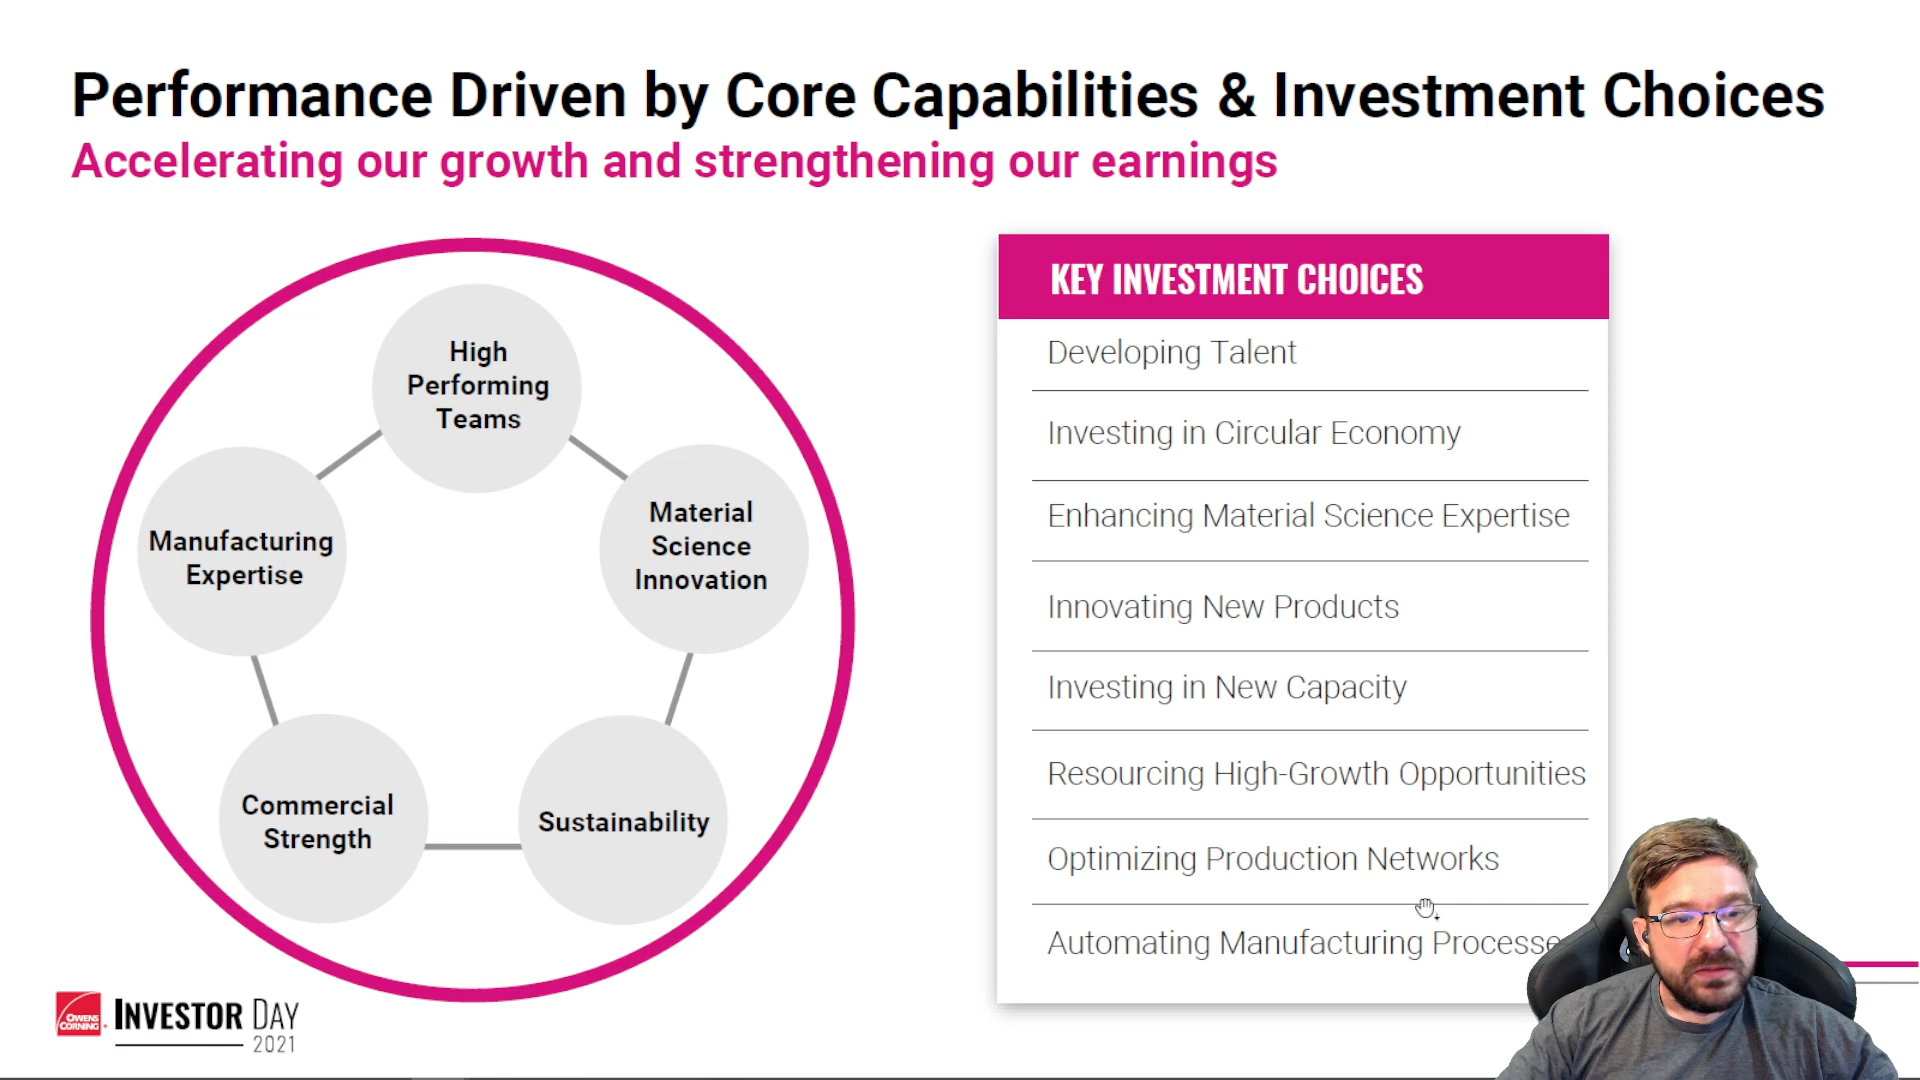 Performance Driven by Core Capabilities & Investment Choices
Accelerating our growth and strengthening our earnings
High
Performing
Teams
Material
Science
Innovation
Manufacturing
Expertise
Commercial
Strength
Sustainability
KEY INVESTMENT CHOICES
Developing Talent
Investing in Circular Economy
Enhancing Material Science Expertise
Innovating New Products
Investing in New Capacity
Resourcing High-Growth Opportunities
Optimizing Production Networks
Automating Manufacturing Processe
OWENS
CORNING
INVESTOR DAY
2021